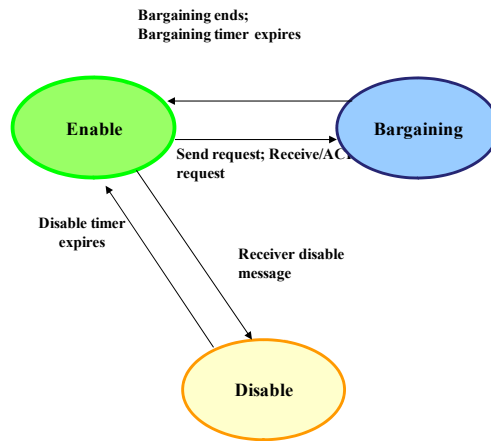 Bargaining ends;
Bargaining timer expires
Enable
Bargaining
Send request; Receive/AC
request
Disable timer
expires
Receiver disable
message
Disable